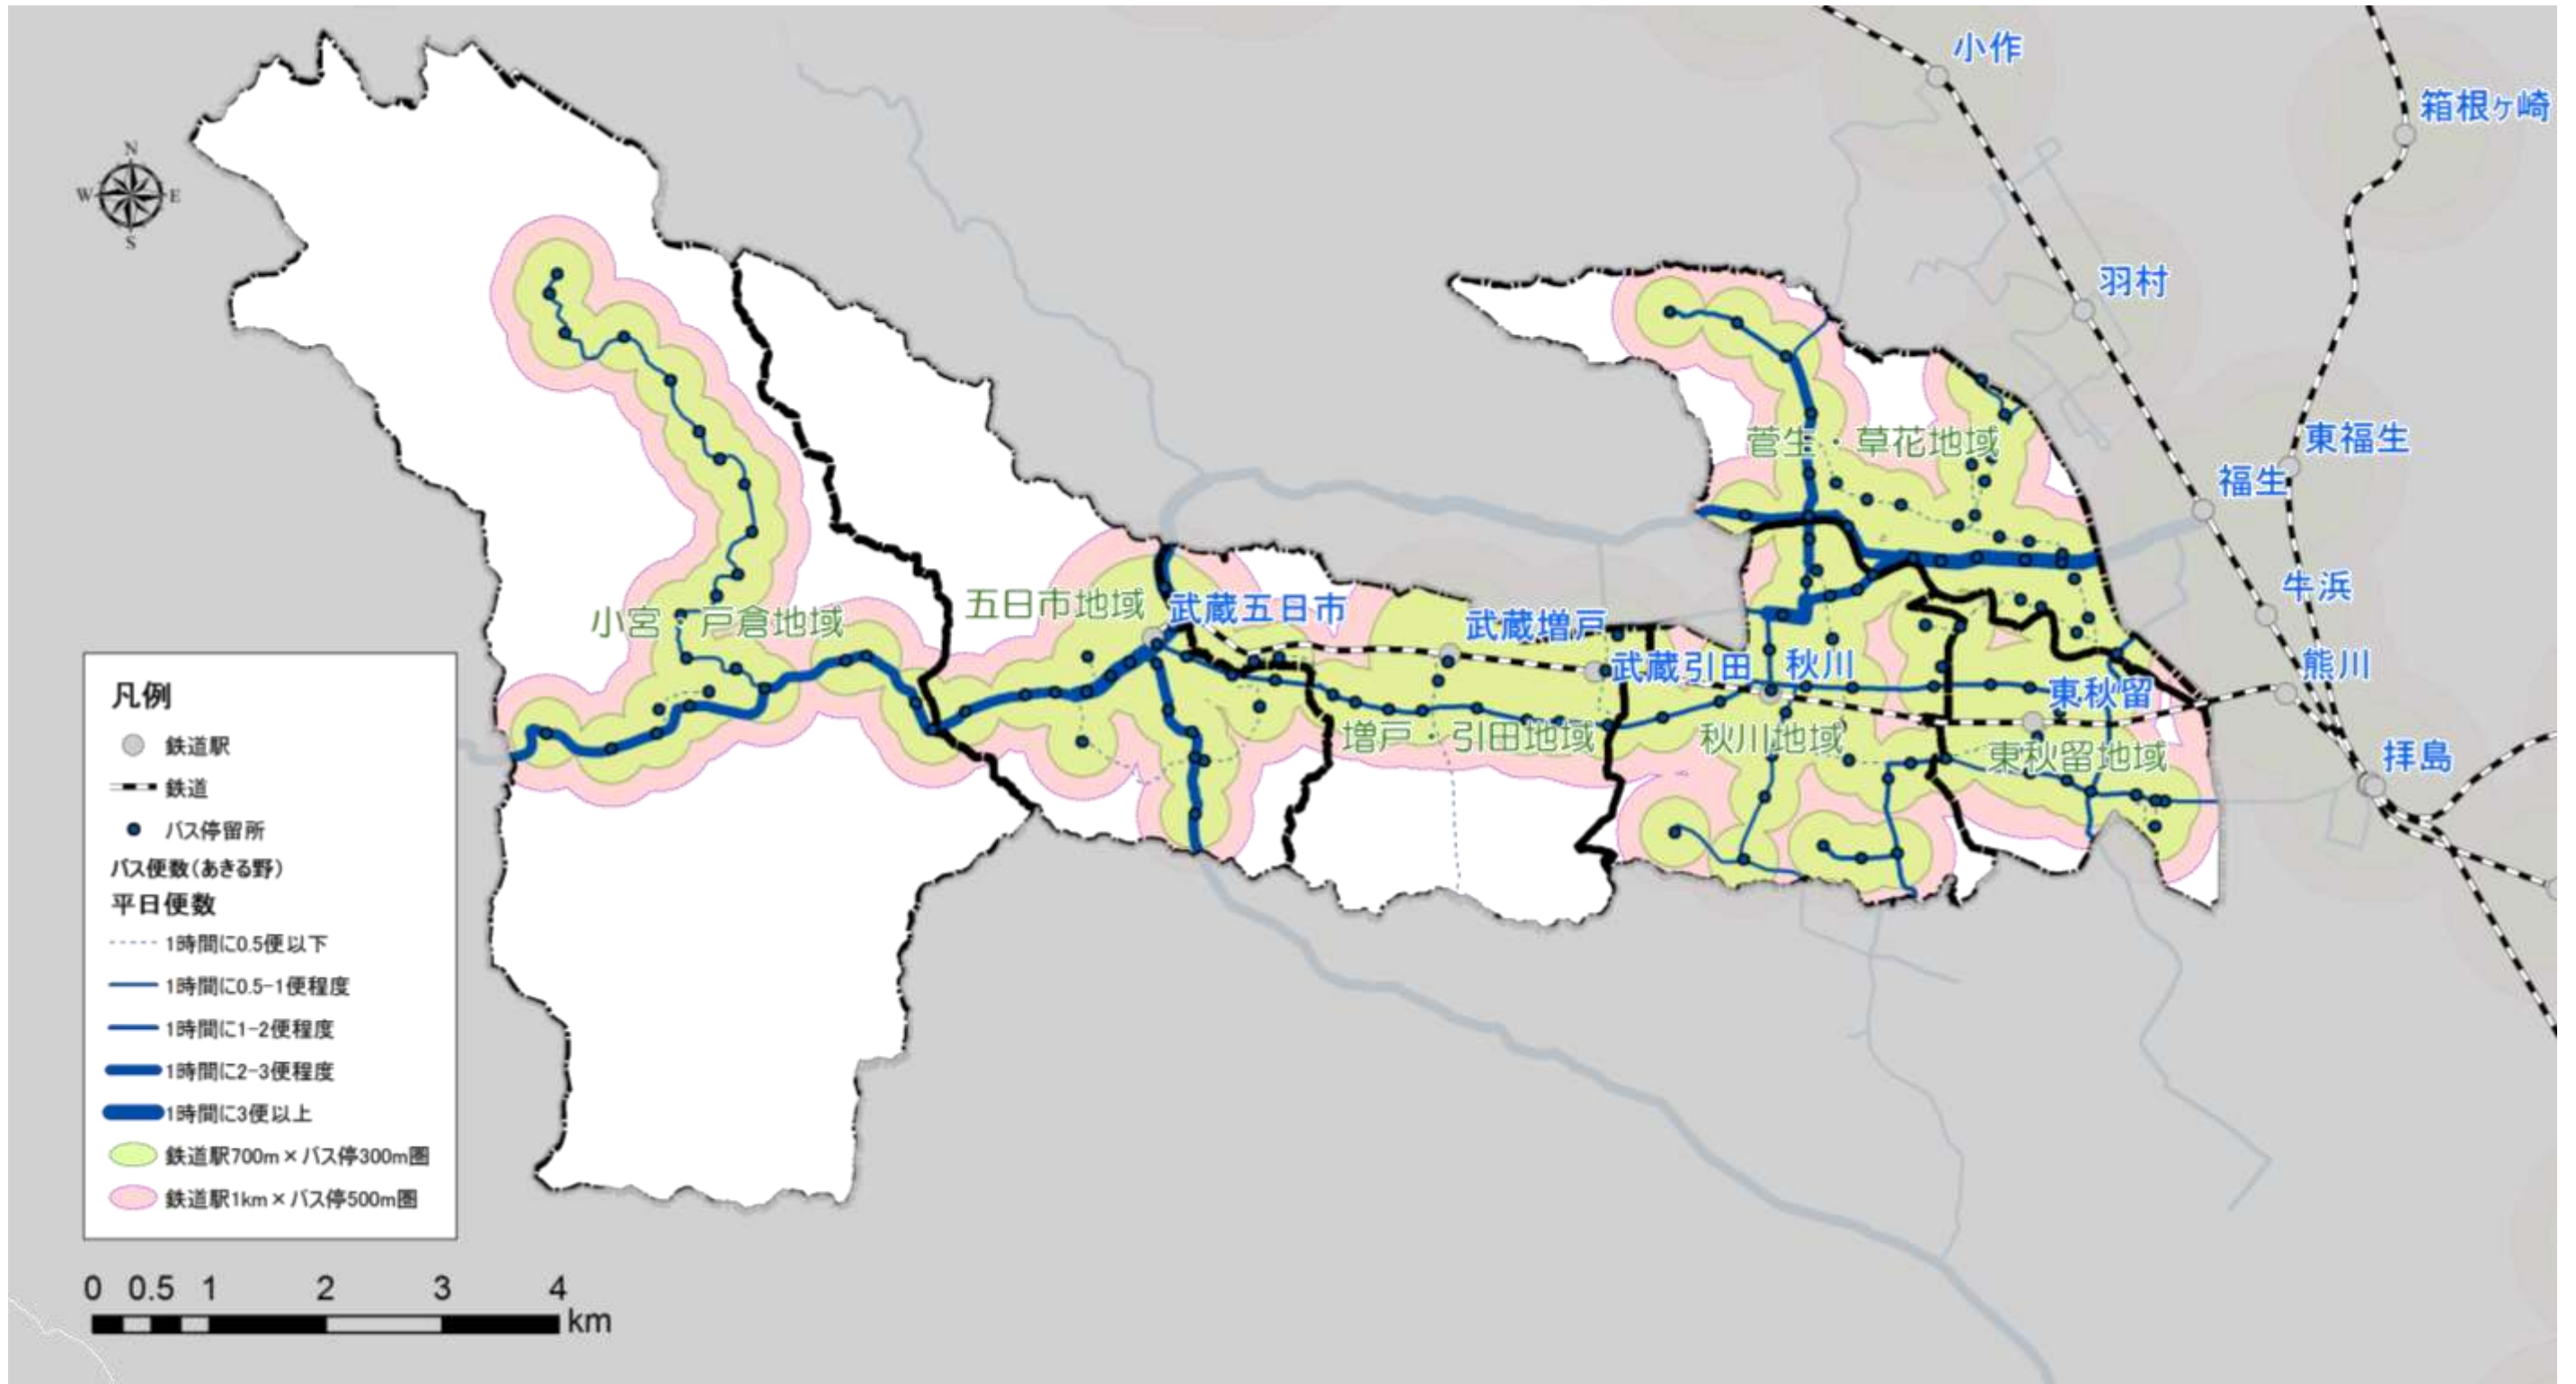 小作
箱根ヶ崎
N
W
E
S
羽村
菅生・草花地域
東福生
福生
牛浜
小宮・戸倉地域
五日市地域
武蔵五日市
武蔵増戸
武蔵引田
秋川
熊川
東秋留
増戸・引田地域
秋川地域
東秋留地域
拝島
凡例
鉄道駅
鉄道
バス停留所
バス便数(あきる野)
平日便数
1時間に0.5便以下
1時間に0.5-1便程度
1時間に1-2便程度
1時間に2-3便程度
1時間に3便以上
鉄道駅700m×バス停300m圏
鉄道駅1km×バス停500m圏
0 0.5 1 2 3 4
km